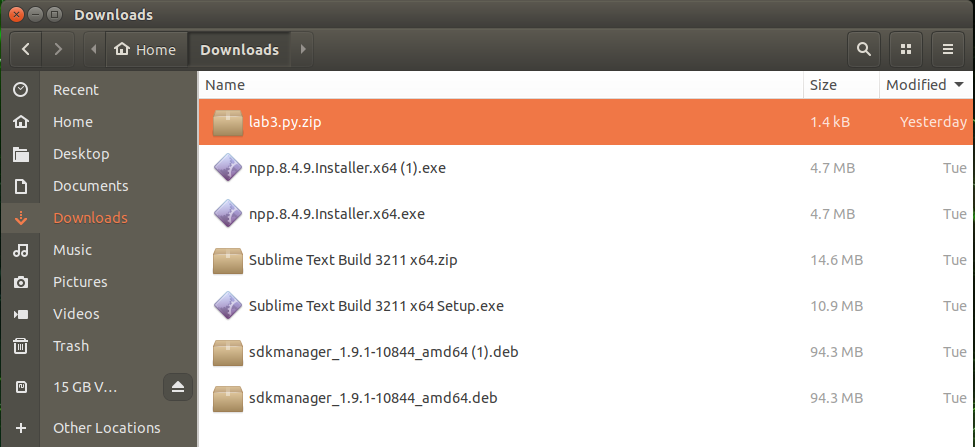 Downloads
Home Downloads
Name Size Modified
Recent
Home
Desktop
Documents
Downloads
Music
Pictures
Videos
Trash
15 GB V…
Other Locations
lab3.py.zip 1.4 kB Yesterday
npp.8.4.9.Installer.x64 (1).exe 4.7 MB Tue
npp.8.4.9.Installer.x64.exe 4.7 MB Tue
Sublime Text Build 3211 x64.zip 14.6 MB Tue
Sublime Text Build 3211 x64 Setup.exe 10.9 MB Tue
sdkmanager_1.9.1-10844_amd64 (1).deb 94.3 MB Tue
sdkmanager_1.9.1-10844_amd64.deb 94.3 MB Tue